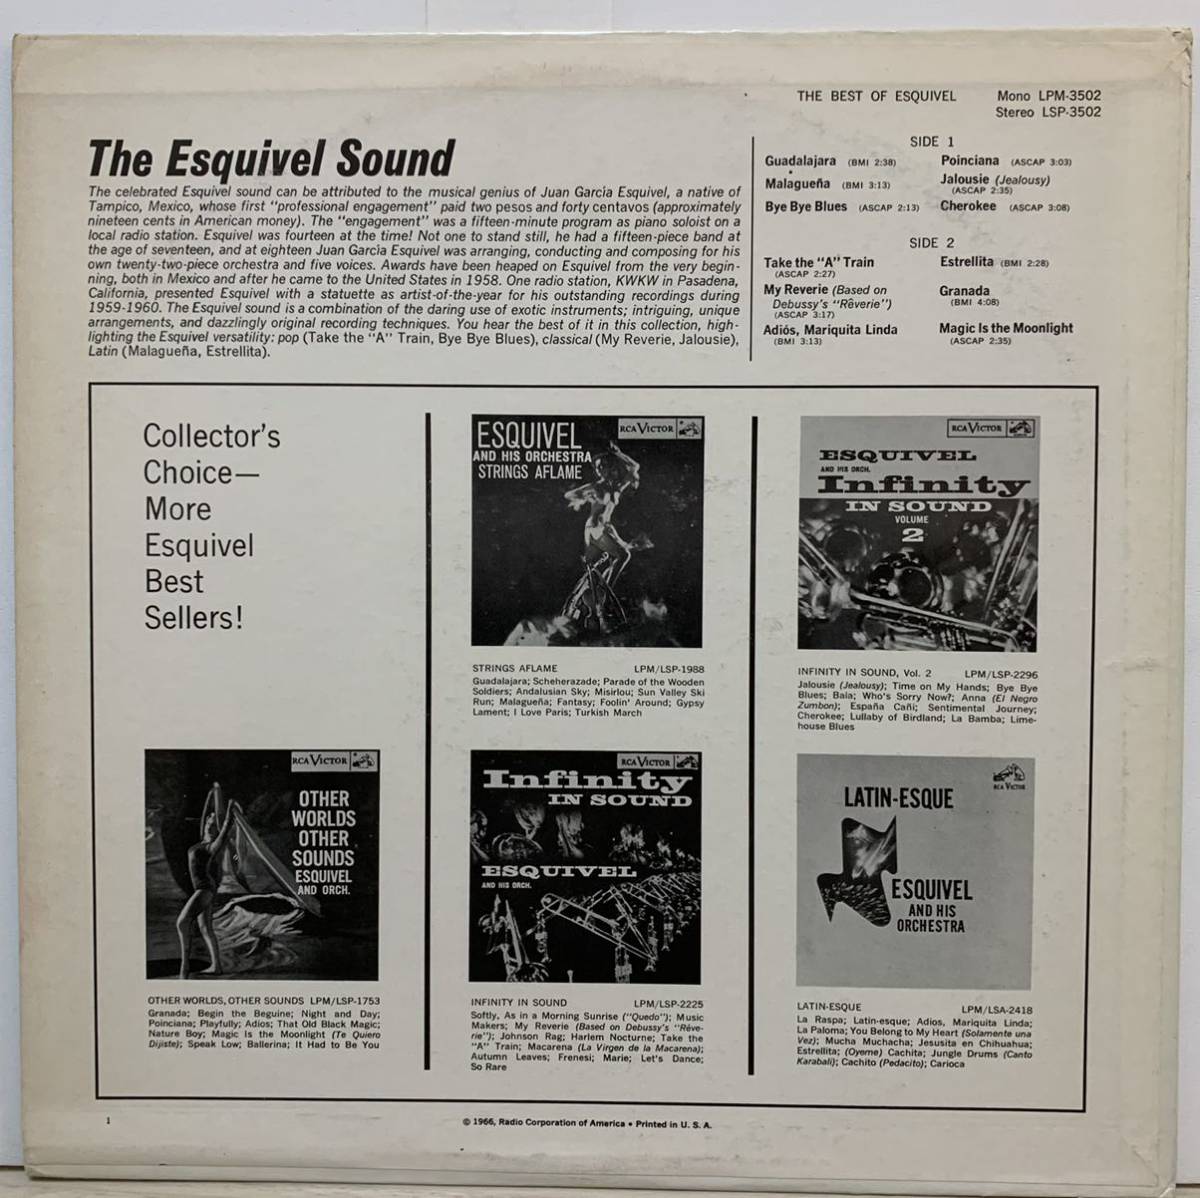 THE BEST OF ESQUIVEL Mono LPM-3502
Stereo LSP-3502
The Esquivel Sound
The celebrated Esquivel sound can be attributed to the musical genius of Juan Garcia Esquivel, a native of
Tampico, Mexico, whose first "professional engagement" paid two pesos and forty centavos (approximately
nineteen cents in American money). The "engagement" was a fifteen-minute program as piano soloist on a
local radio station. Esquivel was fourteen at the time! Not one to stand still, he had a fifteen-piece band at
the age of seventeen, and at eighteen Juan Garcia Esquivel was arranging, conducting and composing for his
own twenty-two-piece orchestra and five voices. Awards have been heaped on Esquivel from the very begin-
ning, both in Mexico and after he came to the United States in 1958. One radio station, KWKW in Pasadena,
California, presented Esquivel with a statuette as artist-of-the-year for his outstanding recordings during
1959-1960. The Esquivel sound is a combination of the daring use of exotic instruments; intriguing, unique
arrangements, and dazzlingly original recording techniques. You hear the best of it in this collection, high-
lighting the Esquivel versatility: pop (Take the "A" Train, Bye Bye Blues), classical (My Reverie, Jalousie),
Latin (Malagueña, Estrellita).
SIDE 1
Guadalajara (BMI 2:38)
Malagueña (BMI 3:13)
Bye Bye Blues (ASCAP 2:13)
Poinciana (ASCAP 3:03)
Jalousie (Jealousy)
(ASCAP 2:35)
Cherokee (ASCAP 3:08)
SIDE 2
Take the "A" Train
(ASCAP 2:27)
My Reverie (Based on
Debussy's "Rêverie")
(ASCAP 3:17)
Adiós, Mariquita Linda
(BMI 3:13)
Estrellita (BMI 2:28)
Granada
(BMI 4:08)
Magic Is the Moonlight
(ASCAP 2:35)
Collector's
Choice—
More
Esquivel
Best
Sellers!
RCA VICTOR
ESQUIVEL
AND HIS ORCHESTRA
STRINGS AFLAME
STRINGS AFLAME LPM/LSP-1988
Guadalajara; Scheherazade; Parade of the Wooden
Soldiers; Andalusian Sky; Misirlou; Sun Valley Ski
Run; Malagueña; Fantasy; Foolin' Around; Gypsy
Lament; I Love Paris; Turkish March
RCA VICTOR
ESQUIVEL
AND HIS ORCH.
Infinity
IN SOUND
VOLUME
2
INFINITY IN SOUND, Vol. 2 LPM/LSP-2296
Jalousie (Jealousy); Time on My Hands; Bye Bye
Blues; Baia; Who's Sorry Now?; Anna (El Negro
Zumbon); España Cañi; Sentimental Journey;
Cherokee; Lullaby of Birdland; La Bamba; Lime-
house Blues
RCA VICTOR
OTHER
WORLDS
OTHER
SOUNDS
ESQUIVEL
AND ORCH.
OTHER WORLDS, OTHER SOUNDS LPM/LSP-1753
Granada; Begin the Beguine; Night and Day;
Poinciana; Playfully; Adios; That Old Black Magic;
Nature Boy; Magic Is the Moonlight (Te Quiero
Dijiste); Speak Low; Ballerina; It Had to Be You
RCA VICTOR
Infinity
IN SOUND
ESQUIVEL
AND HIS ORCH.
INFINITY IN SOUND LPM/LSP-2225
Softly, As in a Morning Sunrise ("Quedo"); Music
Makers; My Reverie (Based on Debussy's "Rêve-
rie"); Johnson Rag; Harlem Nocturne; Take the
"A" Train; Macarena (La Virgen de la Macarena);
Autumn Leaves; Frenesi; Marie; Let's Dance;
So Rare
RCA VICTOR
LATIN-ESQUE
ESQUIVEL
AND HIS
ORCHESTRA
LATIN-ESQUE LPM/LSA-2418
La Raspa; Latin-esque; Adios, Mariquita Linda;
La Paloma; You Belong to My Heart (Solamente una
Vez); Mucha Muchacha; Jesusita en Chihuahua;
Estrellita; (Oyeme) Cachita; Jungle Drums (Canto
Karabali); Cachito (Pedacito); Carioca
1
© 1966, Radio Corporation of America • Printed in U. S. A.